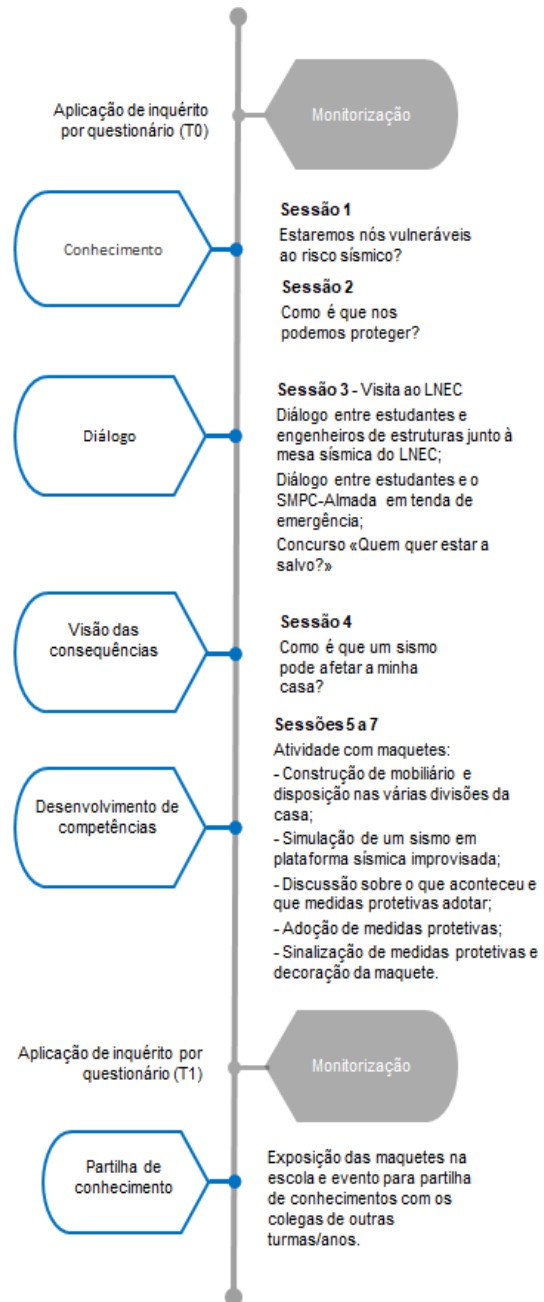 Aplicação de inquérito
por questionário (T0)
Monitorização
Conhecimento
Sessão 1
Estaremos nós vulneráveis
ao risco sísmico?
Sessão 2
Como é que nos
podemos proteger?
Diálogo
Sessão 3 - Visita ao LNEC
Diálogo entre estudantes e
engenheiros de estruturas junto à
mesa sísmica do LNEC;
Diálogo entre estudantes e o
SMPC-Almada em tenda de
emergência;
Concurso «Quem quer estar a
salvo?»
Visão das
consequências
Sessão 4
Como é que um sismo
pode afetar a minha
casa?
Desenvolvimento de
competências
Sessões 5 a 7
Atividade com maquetes:
- Construção de mobiliário e
disposição nas várias divisões da
casa;
- Simulação de um sismo em
plataforma sísmica improvisada;
- Discussão sobre o que aconteceu e
que medidas protetivas adotar;
- Adoção de medidas protetivas;
- Sinalização de medidas protetivas e
decoração da maquete.
Aplicação de inquérito por
questionário (T1)
Monitorização
Partilha de
conhecimento
Exposição das maquetes na
escola e evento para partilha
de conhecimentos com os
colegas de outras
turmas/anos.